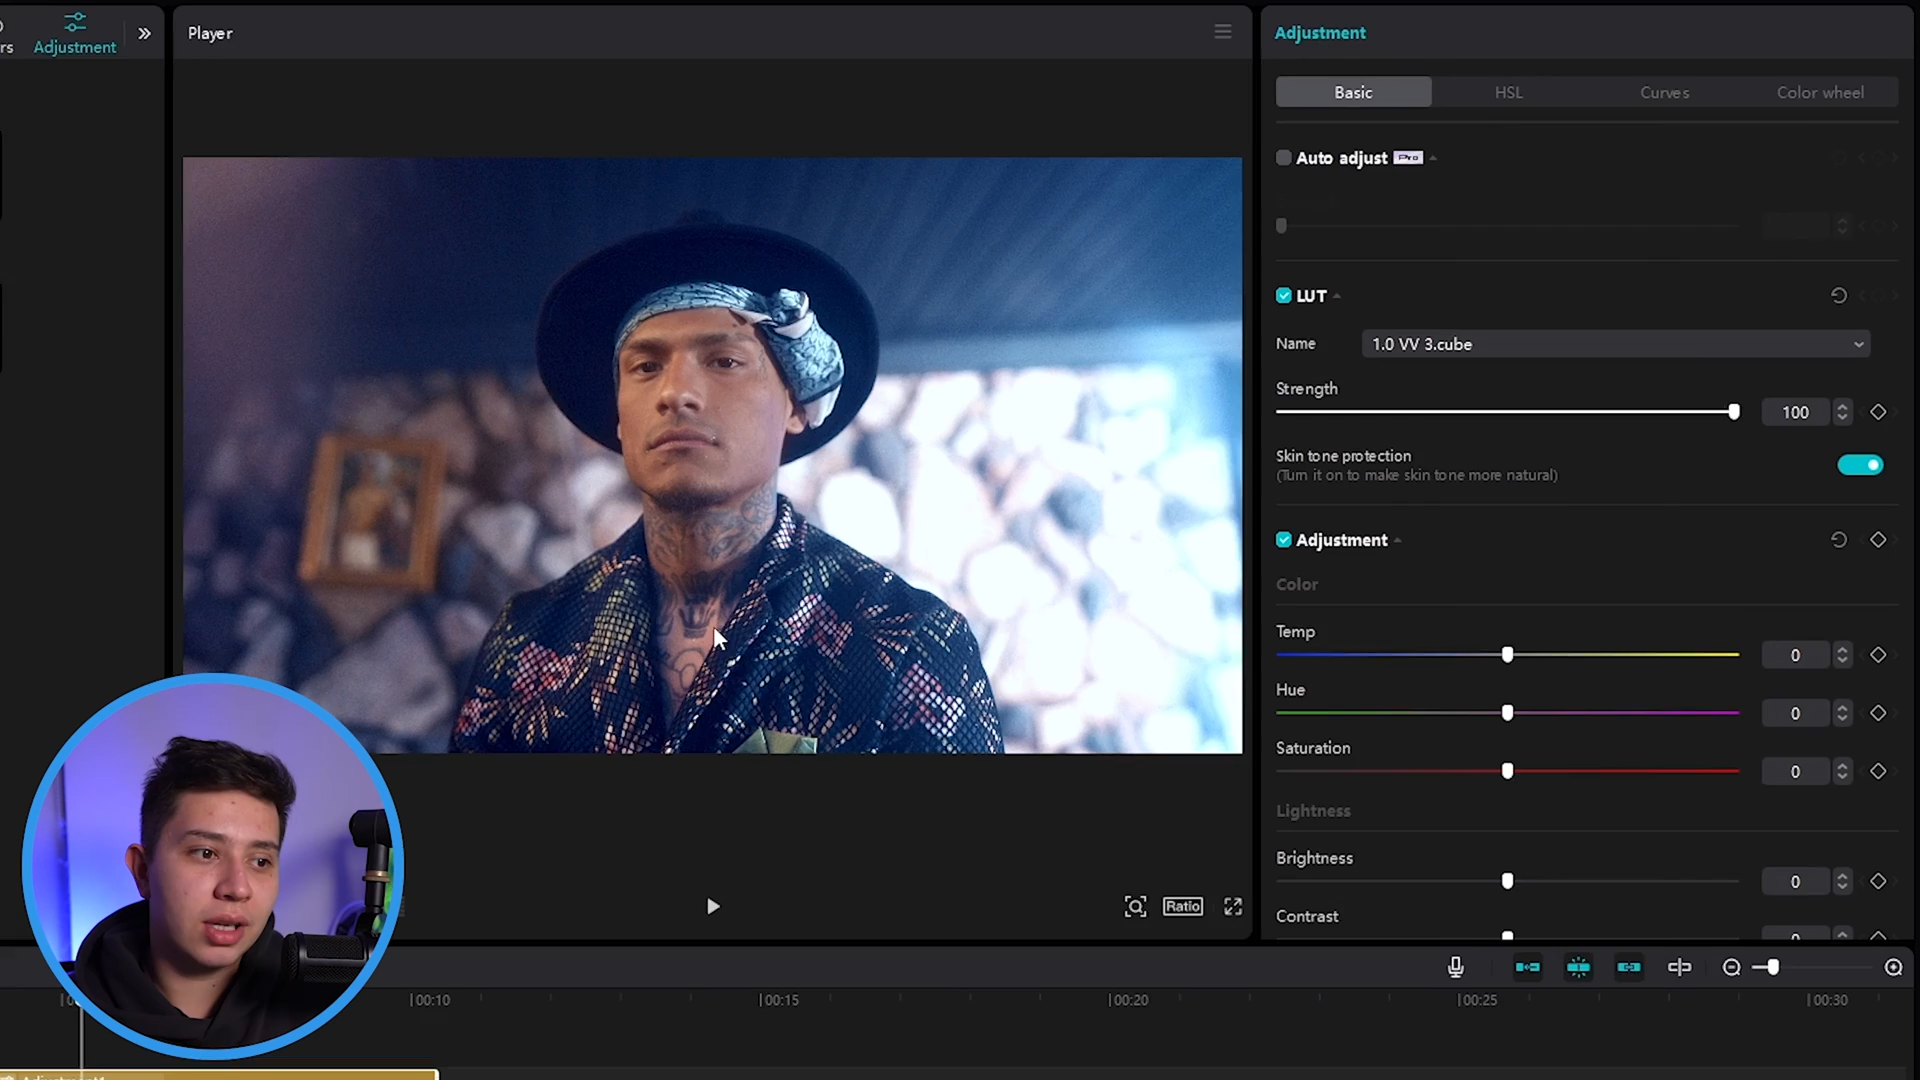 rs
Adjustment
Player
Adjustment
Basic
HSL
Curves
Color wheel
Auto adjust Pro
LUT
Name
1.0 VV 3.cube
Strength
100
Skin tone protection
(Turn it on to make skin tone more natural)
Adjustment
Color
Temp
0
Hue
0
Saturation
0
Lightness
Brightness
0
Contrast
0
Ratio
00:10
00:15
00:20
00:25
00:30